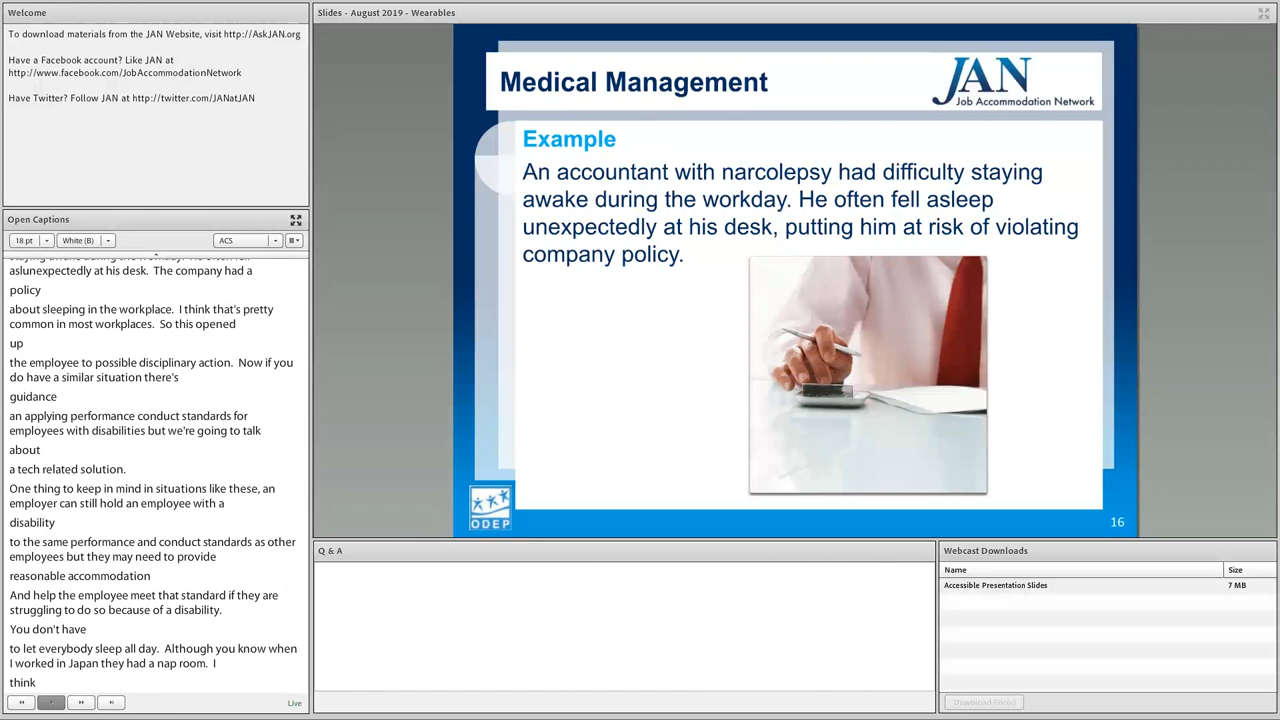 Welcome
To download materials from the JAN Website, visit http://AskJAN.org
Have a Facebook account? Like JAN at
http://www.facebook.com/JobAccommodationNetwork
Have Twitter? Follow JAN at http://twitter.com/JANatJAN
Open Captions
18 pt
White (B)
ACS
aslunexpectedly at his desk.  The company had a
policy
about sleeping in the workplace.  I think that's pretty
common in most workplaces.  So this opened
up
the employee to possible disciplinary action.  Now if you
do have a similar situation there's
guidance
an applying performance conduct standards for
employees with disabilities but we're going to talk
about
a tech related solution.
One thing to keep in mind in situations like these, an
employer can still hold an employee with a
disability
to the same performance and conduct standards as other
employees but they may need to provide
reasonable accommodation
And help the employee meet that standard if they are
struggling to do so because of a disability.
You don't have
to let everybody sleep all day.  Although you know when
I worked in Japan they had a nap room.  I
think
Live
Slides - August 2019 - Wearables
Medical Management
JAN
Job Accommodation Network
Example
An accountant with narcolepsy had difficulty staying
awake during the workday. He often fell asleep
unexpectedly at his desk, putting him at risk of violating
company policy.
ODEP
16
Q & A
Webcast Downloads
Name
Size
Accessible Presentation Slides
7 MB
Download File(s)